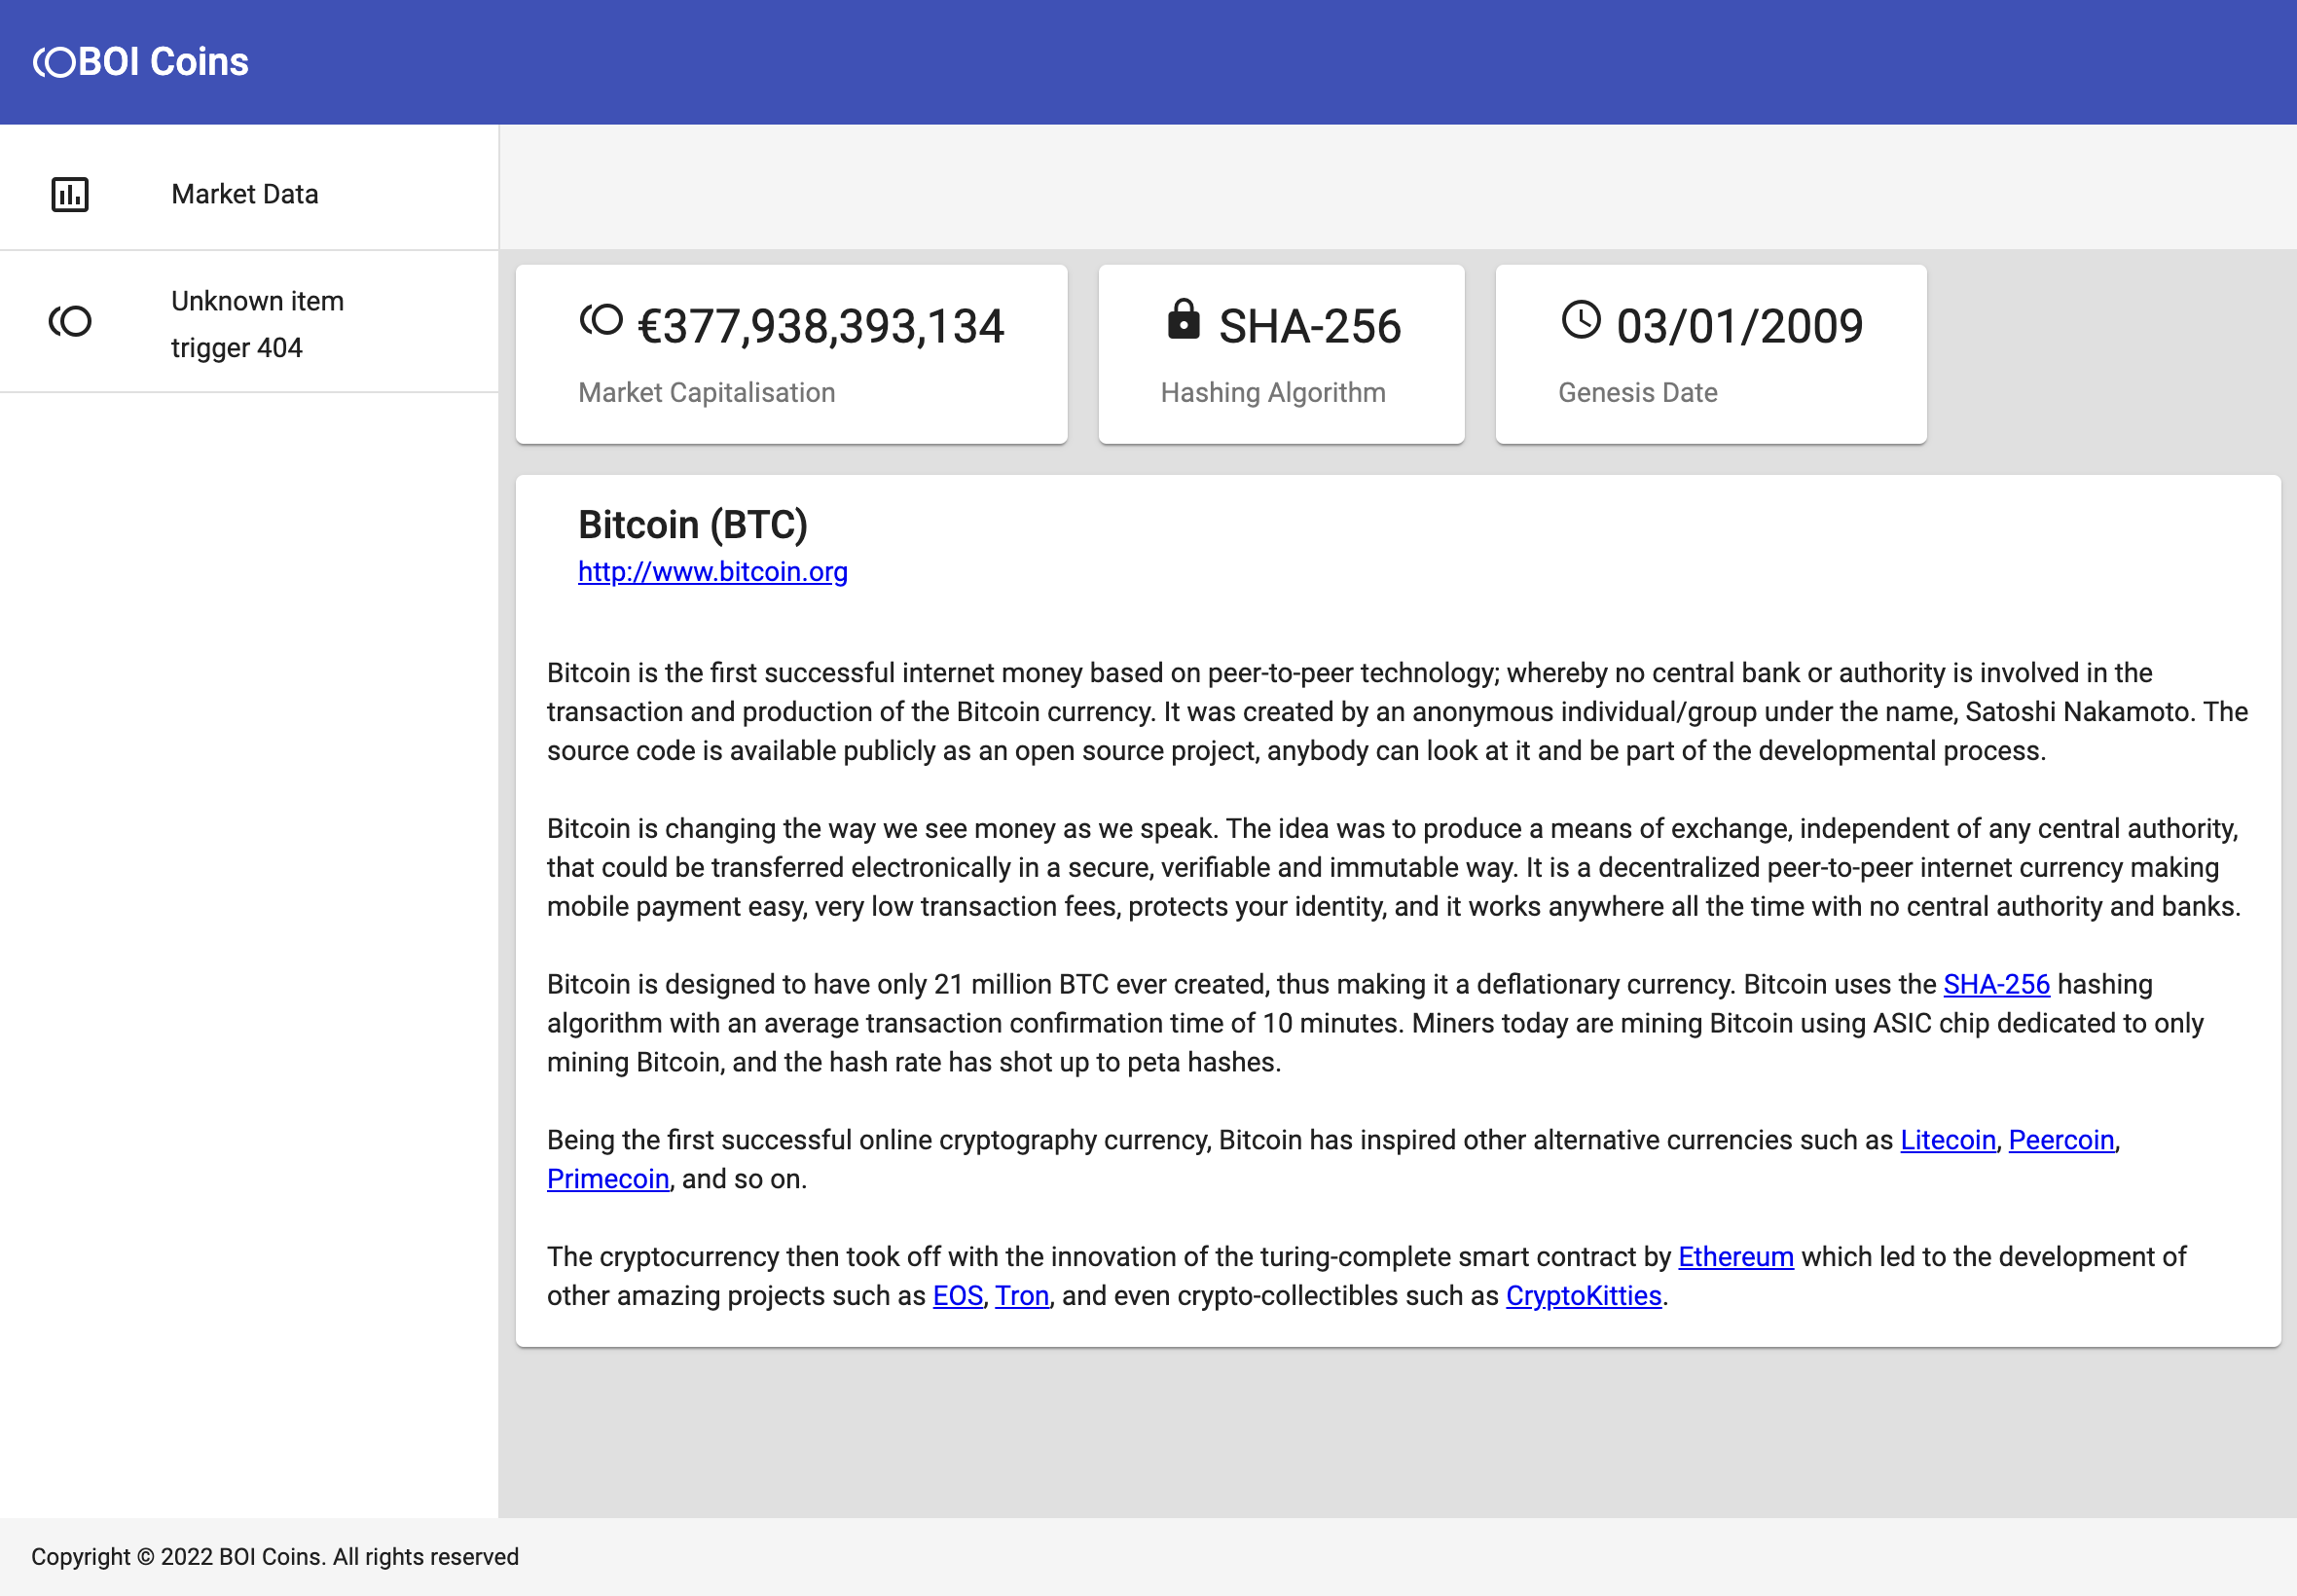 BOI Coins
Market Data
Unknown item
trigger 404
€377,938,393,134
Market Capitalisation
SHA-256
Hashing Algorithm
03/01/2009
Genesis Date
Bitcoin (BTC)
http://www.bitcoin.org
Bitcoin is the first successful internet money based on peer-to-peer technology; whereby no central bank or authority is involved in the
transaction and production of the Bitcoin currency. It was created by an anonymous individual/group under the name, Satoshi Nakamoto. The
source code is available publicly as an open source project, anybody can look at it and be part of the developmental process.
Bitcoin is changing the way we see money as we speak. The idea was to produce a means of exchange, independent of any central authority,
that could be transferred electronically in a secure, verifiable and immutable way. It is a decentralized peer-to-peer internet currency making
mobile payment easy, very low transaction fees, protects your identity, and it works anywhere all the time with no central authority and banks.
Bitcoin is designed to have only 21 million BTC ever created, thus making it a deflationary currency. Bitcoin uses the SHA-256 hashing
algorithm with an average transaction confirmation time of 10 minutes. Miners today are mining Bitcoin using ASIC chip dedicated to only
mining Bitcoin, and the hash rate has shot up to peta hashes.
Being the first successful online cryptography currency, Bitcoin has inspired other alternative currencies such as Litecoin, Peercoin,
Primecoin, and so on.
The cryptocurrency then took off with the innovation of the turing-complete smart contract by Ethereum which led to the development of
other amazing projects such as EOS, Tron, and even crypto-collectibles such as CryptoKitties.
Copyright © 2022 BOI Coins. All rights reserved